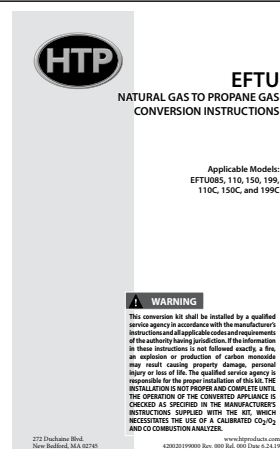 HTP
EFTU
NATURAL GAS TO PROPANE GAS
CONVERSION INSTRUCTIONS
Applicable Models:
EFTU085, 110, 150, 199,
110C, 150C, and 199C
WARNING
This conversion kit shall be installed by a qualified
service agency in accordance with the manufacturer's
instructions and all applicable codes and requirements
of the authority having jurisdiction. If the information
in these instructions is not followed exactly, a fire,
an explosion or production of carbon monoxide
may result causing property damage, personal
injury or loss of life. The qualified service agency is
responsible for the proper installation of this kit. THE
INSTALLATION IS NOT PROPER AND COMPLETE UNTIL
THE OPERATION OF THE CONVERTED APPLIANCE IS
CHECKED AS SPECIFIED IN THE MANUFACTURER'S
INSTRUCTIONS SUPPLIED WITH THE KIT, WHICH
NECESSITATES THE USE OF A CALIBRATED CO₂/O₂
AND CO COMBUSTION ANALYZER.
272 Duchaine Blvd. www.htproducts.com
New Bedford, MA 02745 420020199000 Rev. 000 Rel. 000 Date 6.24.19